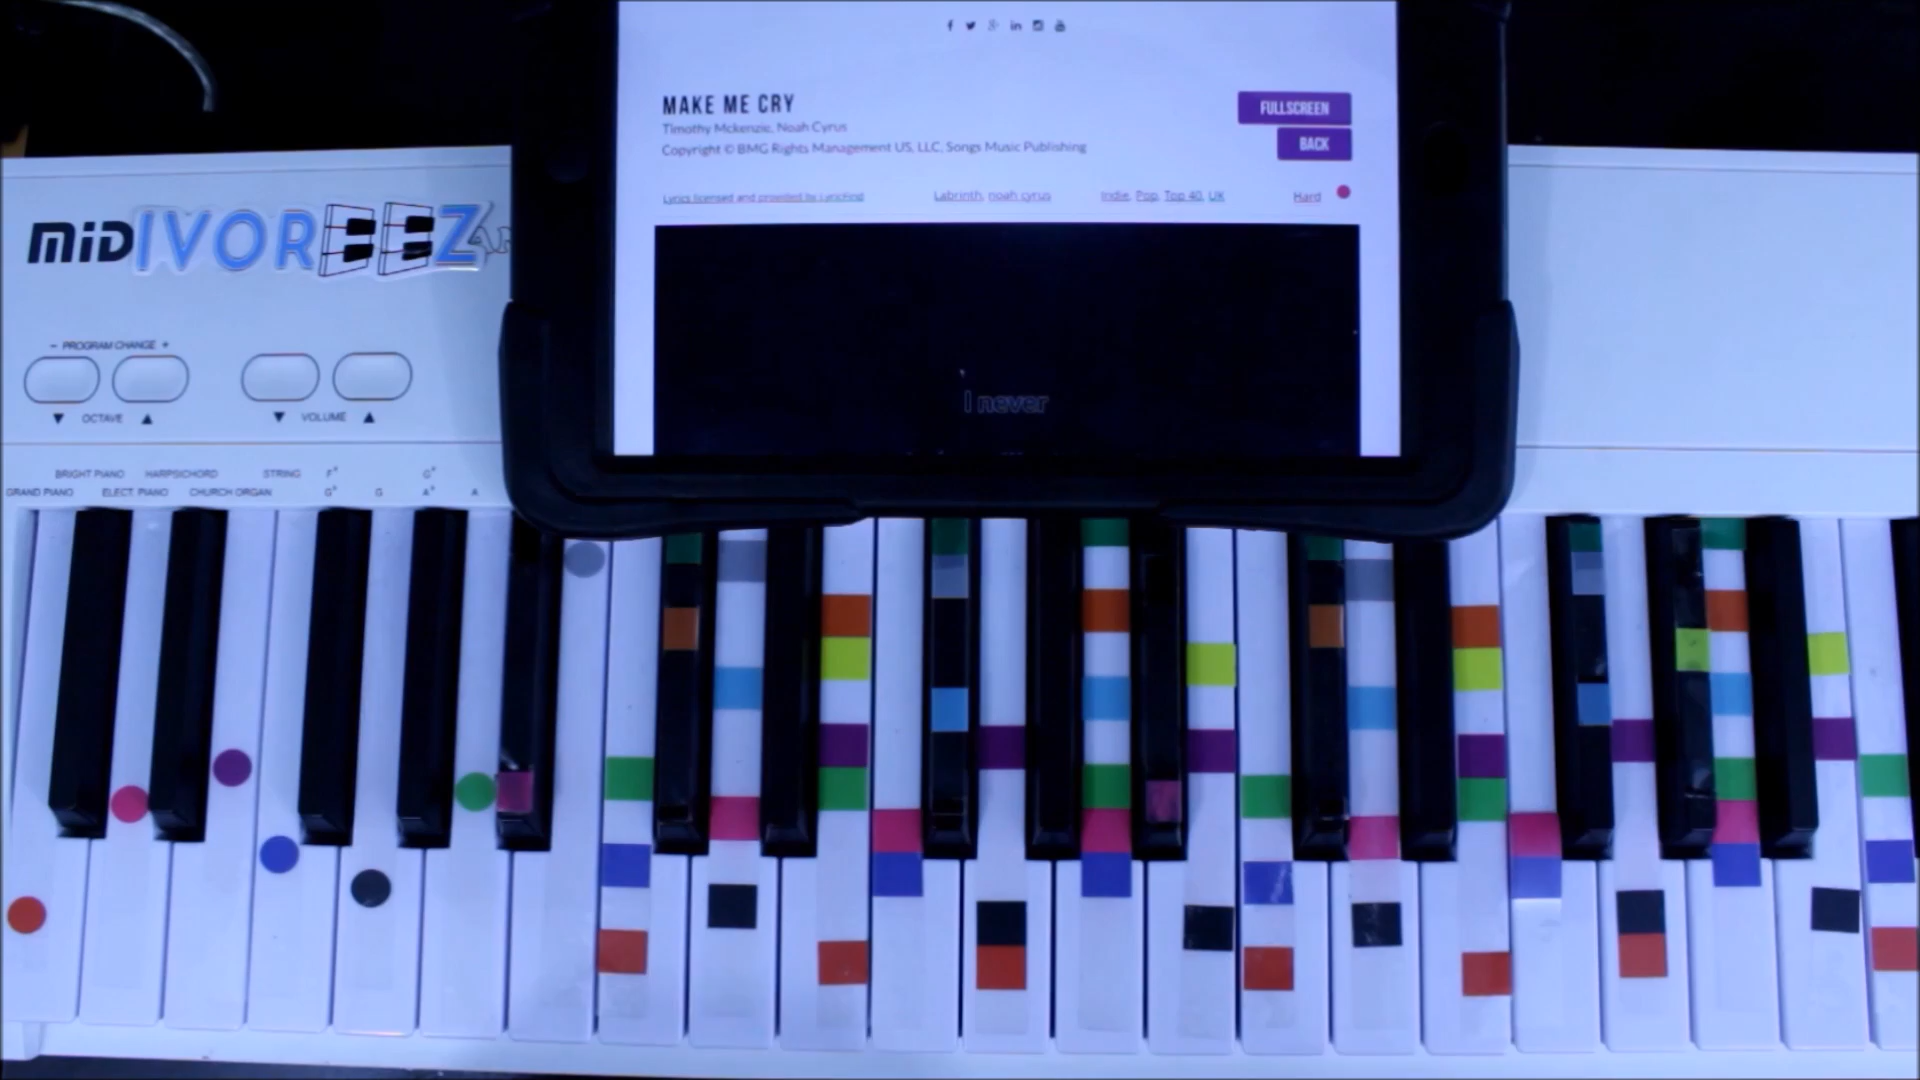 MAKE ME CRY
Timothy Mckenzie, Noah Cyrus
Copyright © BMG Rights Management US, LLC, Songs Music Publishing
FULLSCREEN
BACK
Lyrics licensed and provided by LyricFind
Labrinth, noah cyrus
Indie, Pop, Top 40, UK
Hard
I never
MiDIVOREEZ
- PROGRAM CHANGE +
▼ OCTAVE ▲
▼ VOLUME ▲
BRIGHT PIANO HARPSICHORD STRING F# G#
GRAND PIANO ELECT. PIANO CHURCH ORGAN G♭ G A♭ A